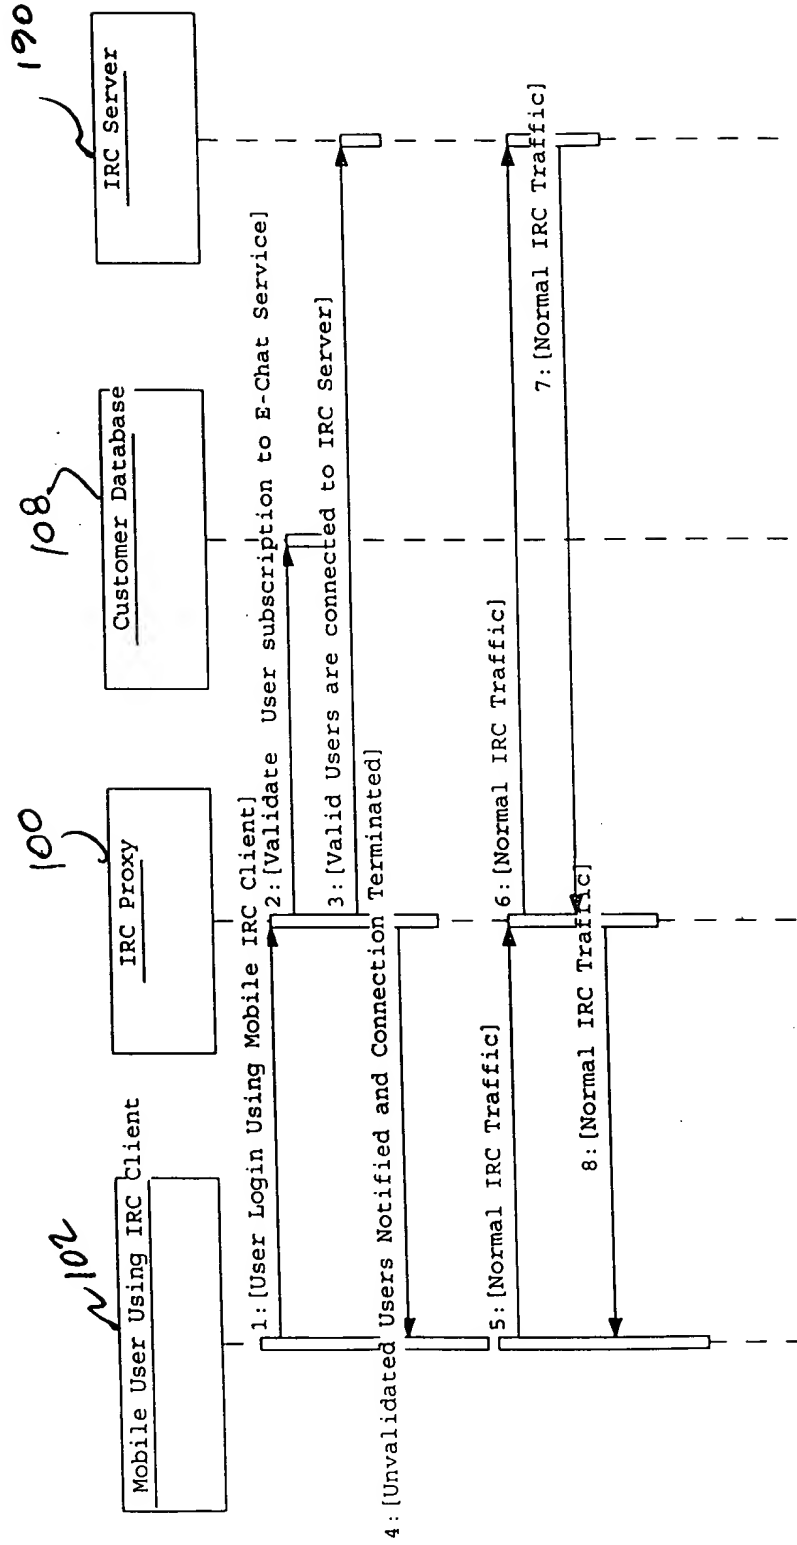 102
Mobile User Using IRC Client
100
IRC Proxy
108
Customer Database
190
IRC Server
1:[User Login Using Mobile IRC Client]
2:[Validate User subscription to E-Chat Service]
3:[Valid Users are connected to IRC Server]
4:[Unvalidated Users Notified and Connection Terminated]
5:[Normal IRC Traffic]
6:[Normal IRC Traffic]
7:[Normal IRC Traffic]
8:[Normal IRC Traffic]